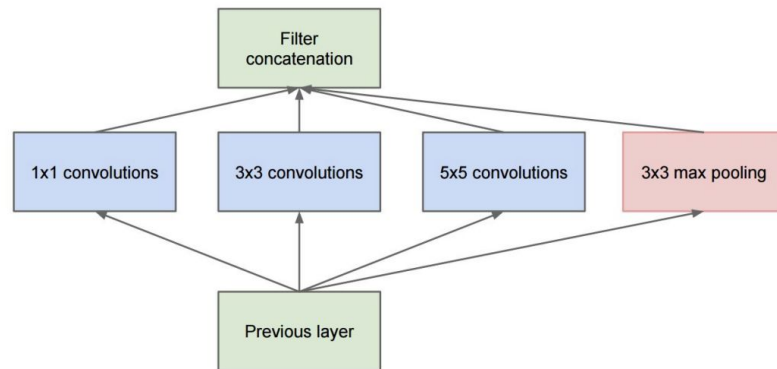 Filter
concatenation
1x1 convolutions
3x3 convolutions
5x5 convolutions
3x3 max pooling
Previous layer